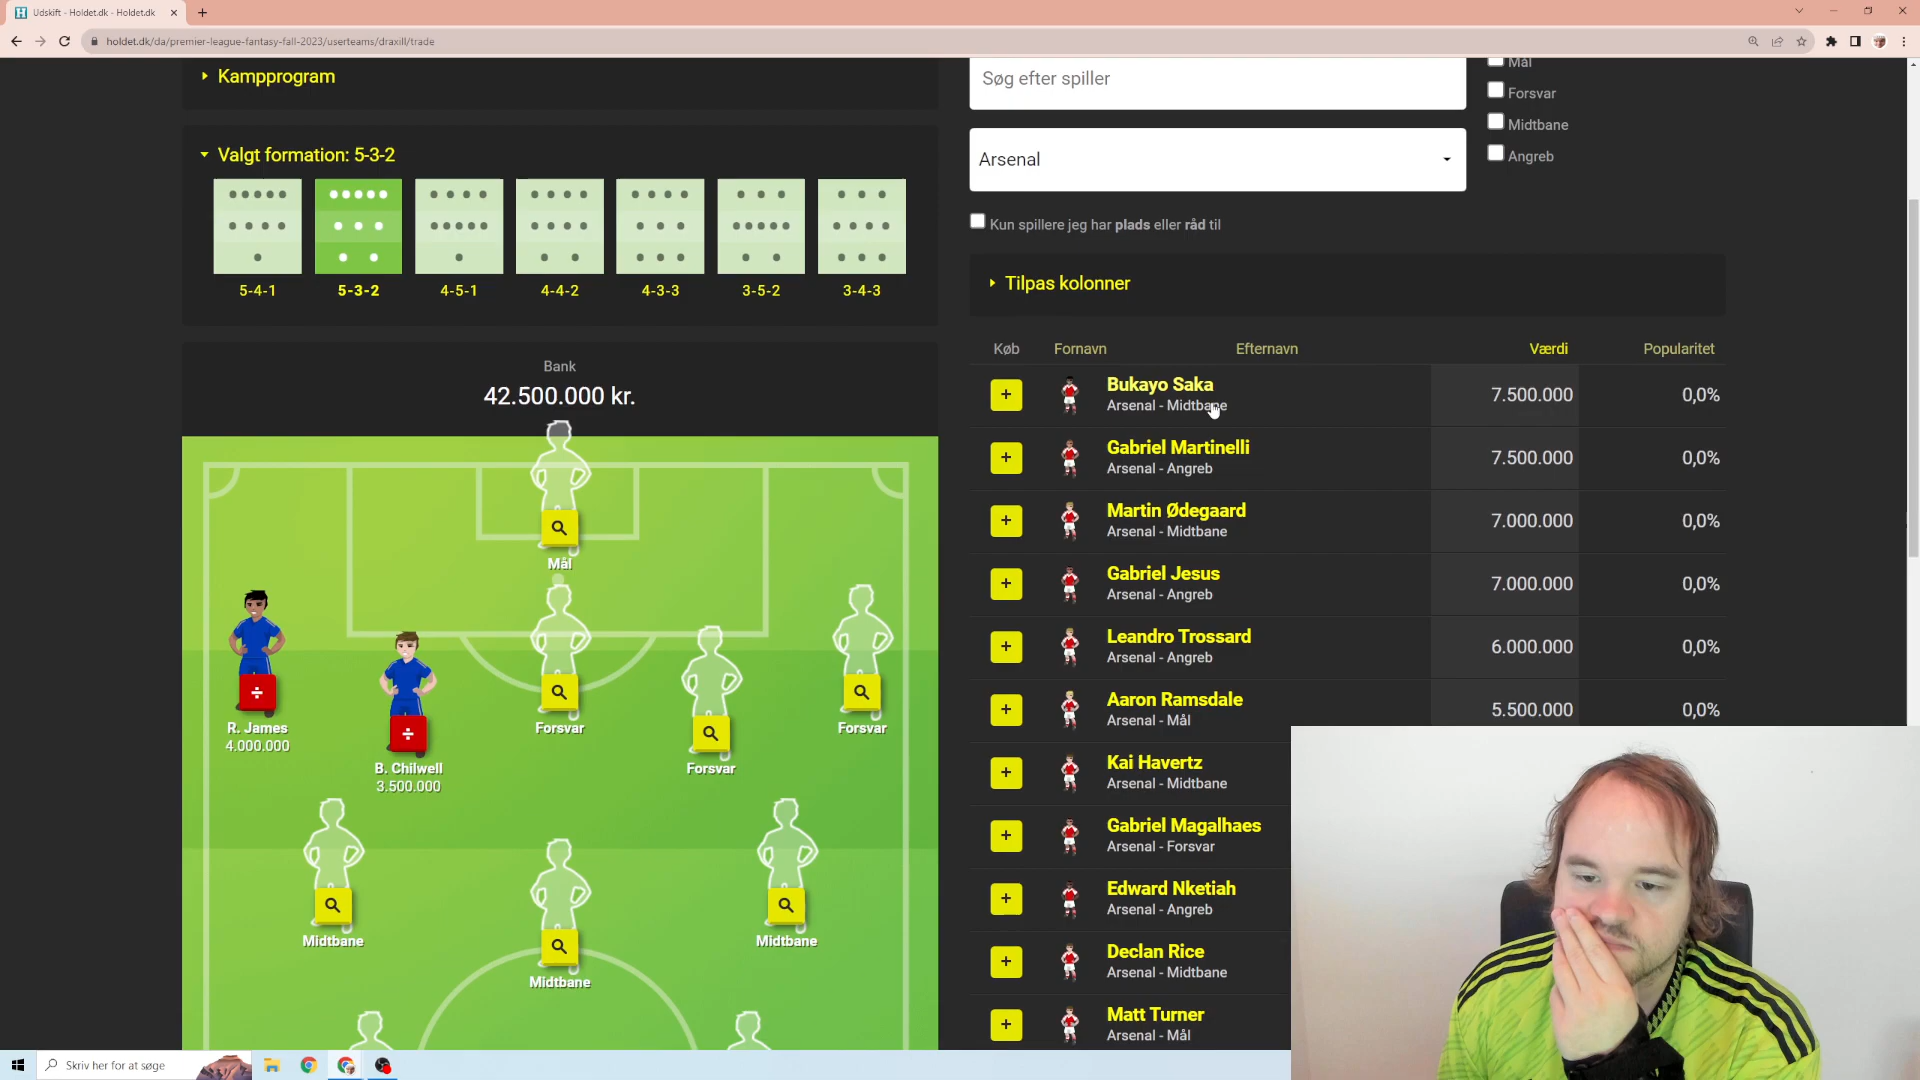 Udskift - Holdet.dk - Holdet.dk
holdet.dk/da/premier-league-fantasy-fall-2023/userteams/draxill/trade
Kampprogram
Valgt formation: 5-3-2
5-4-1
5-3-2
4-5-1
4-4-2
4-3-3
3-5-2
3-4-3
Bank
42.500.000 kr.
Mål
R. James
4.000.000
B. Chilwell
3.500.000
Forsvar
Forsvar
Forsvar
Midtbane
Midtbane
Midtbane
Søg efter spiller
Mål
Forsvar
Midtbane
Angreb
Arsenal
Kun spillere jeg har plads eller råd til
Tilpas kolonner
Køb Fornavn Efternavn Værdi Popularitet
Bukayo Saka
Arsenal - Midtbane
7.500.000 0,0%
Gabriel Martinelli
Arsenal - Angreb
7.500.000 0,0%
Martin Ødegaard
Arsenal - Midtbane
7.000.000 0,0%
Gabriel Jesus
Arsenal - Angreb
7.000.000 0,0%
Leandro Trossard
Arsenal - Angreb
6.000.000 0,0%
Aaron Ramsdale
Arsenal - Mål
5.500.000 0,0%
Kai Havertz
Arsenal - Midtbane
Gabriel Magalhaes
Arsenal - Forsvar
Edward Nketiah
Arsenal - Angreb
Declan Rice
Arsenal - Midtbane
Matt Turner
Arsenal - Mål
Skriv her for at søge